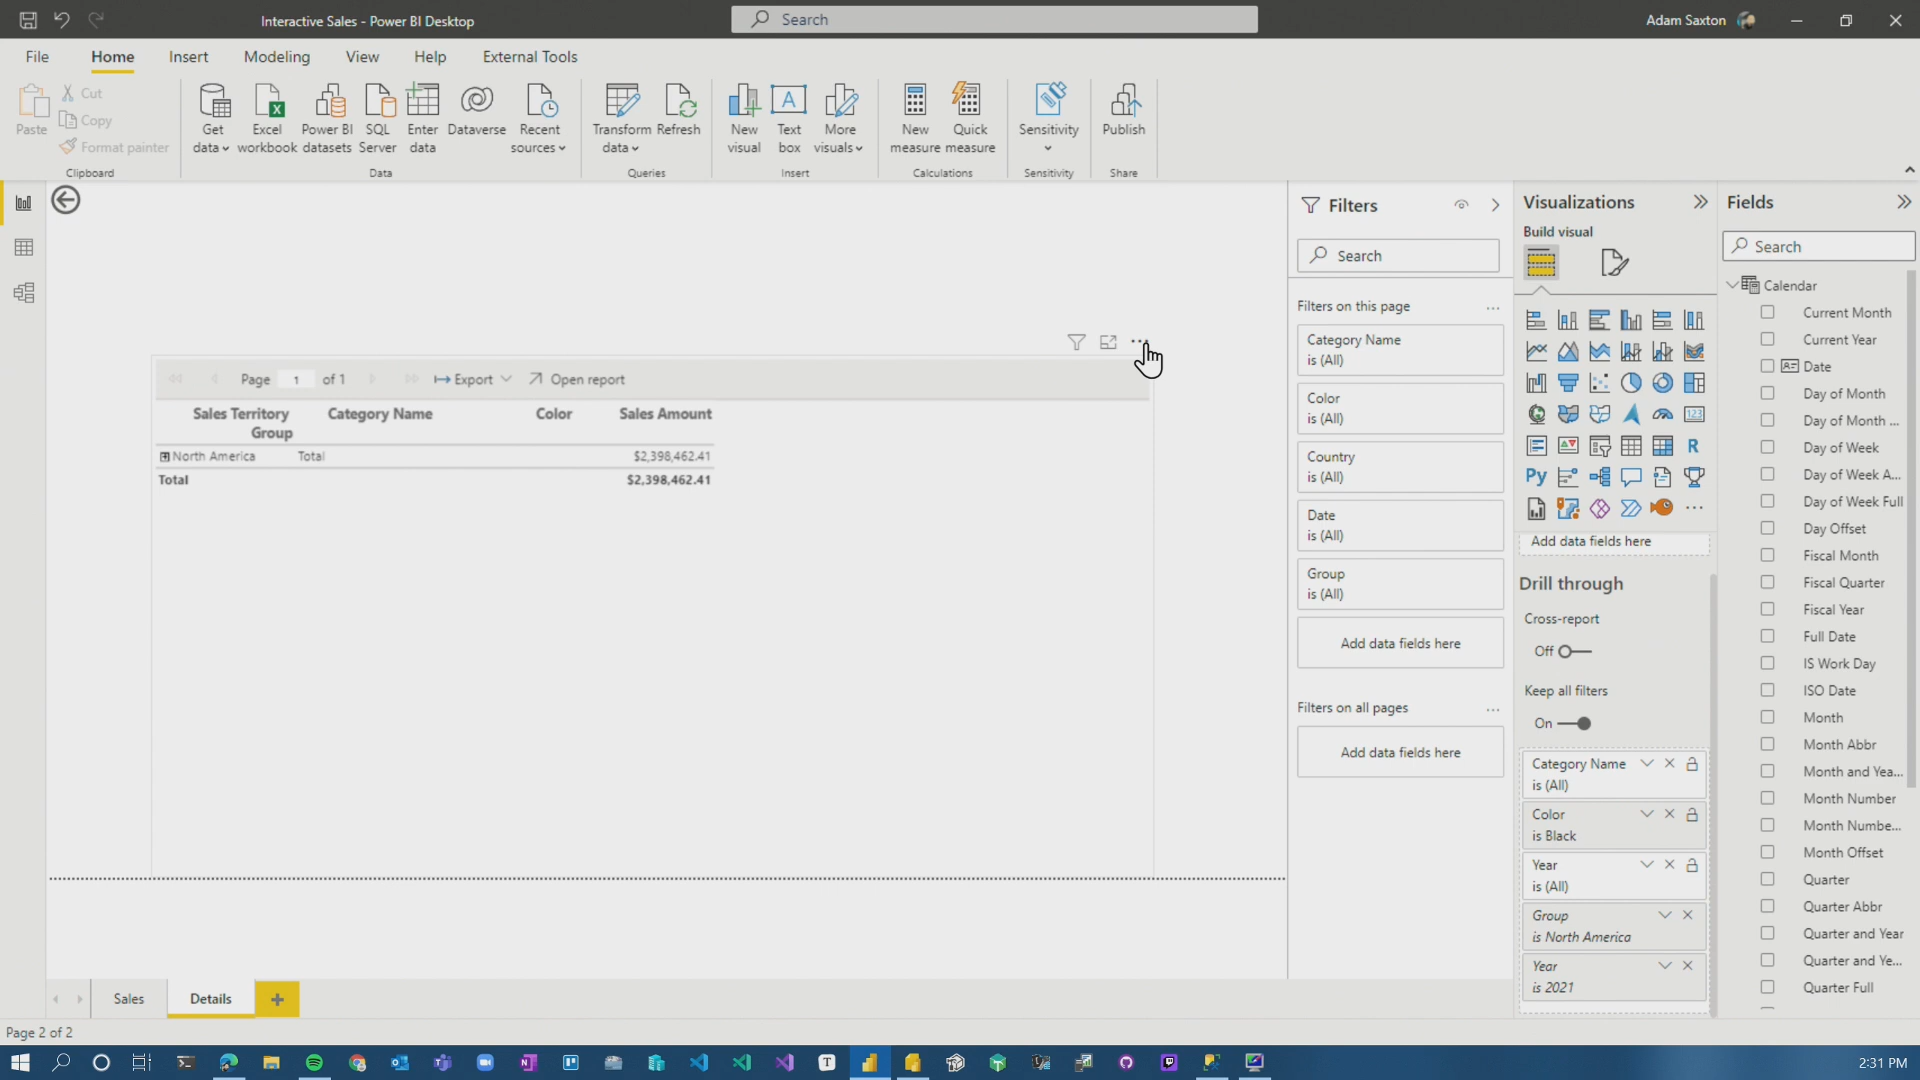 Interactive Sales - Power BI Desktop
Search
Adam Saxton
File
Home
Insert
Modeling
View
Help
External Tools
Paste
Cut
Copy
Format painter
Clipboard
Get
data
Excel
workbook
Power BI
datasets
SQL
Server
Enter
data
Dataverse
Recent
sources
Data
Transform
data
Refresh
Queries
New
visual
Text
box
More
visuals
Insert
New
measure
Quick
measure
Calculations
Sensitivity
Sensitivity
Publish
Share
Page 1 of 1
Export
Open report
Sales Territory
Group
Category Name
Color
Sales Amount
North America Total $2,398,462.41
Total $2,398,462.41
Filters
Search
Filters on this page
Category Name
is (All)
Color
is (All)
Country
is (All)
Date
is (All)
Group
is (All)
Add data fields here
Filters on all pages
Add data fields here
Visualizations
Build visual
123
R
Py
Add data fields here
Drill through
Cross-report
Off
Keep all filters
On
Category Name
is (All)
Color
is Black
Year
is (All)
Group
is North America
Year
is 2021
Fields
Search
Calendar
Current Month
Current Year
Date
Day of Month
Day of Month ...
Day of Week
Day of Week A...
Day of Week Full
Day Offset
Fiscal Month
Fiscal Quarter
Fiscal Year
Full Date
IS Work Day
ISO Date
Month
Month Abbr
Month and Yea...
Month Number
Month Numbe...
Month Offset
Quarter
Quarter Abbr
Quarter and Year
Quarter and Ye...
Quarter Full
Sales
Details
Page 2 of 2
2:31 PM